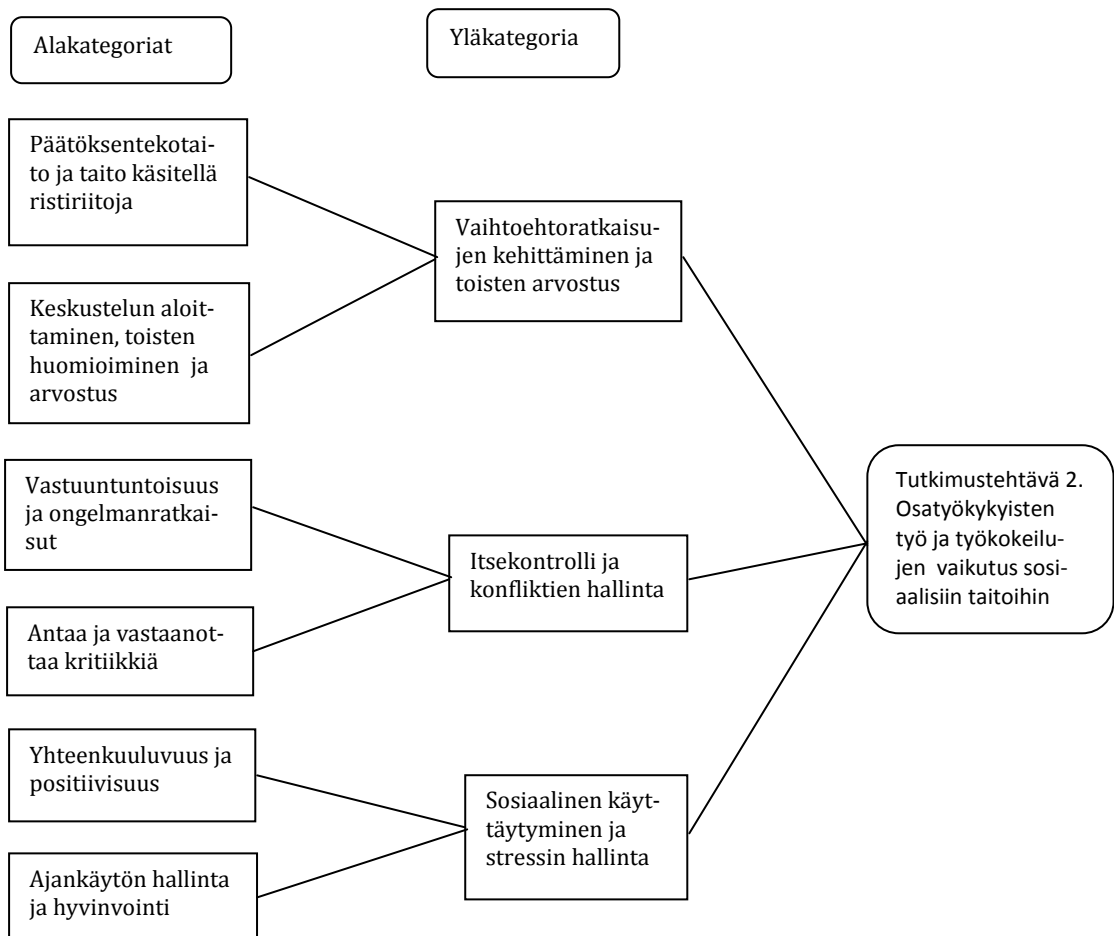 Alakategoriat
Yläkategoria
Päätöksentekotai-
to ja taito käsitellä
ristiriitoja
Keskustelun aloit-
taminen, toisten
huomioiminen ja
arvostus
Vaihtoehtoratkaisu-
jen kehittäminen ja
toisten arvostus
Vastuuntuntoisuus
ja ongelmanratkai-
sut
Antaa ja vastaanot-
taa kritiikkiä
Itsekontrolli ja
konfliktien hallinta
Yhteenkuuluvuus ja
positiivisuus
Ajankäytön hallinta
ja hyvinvointi
Sosiaalinen käyt-
täytyminen ja
stressin hallinta
Tutkimustehtävä 2.
Osatyökykyisten
työ ja työkokeilu-
jen vaikutus sosi-
aalisiin taitoihin